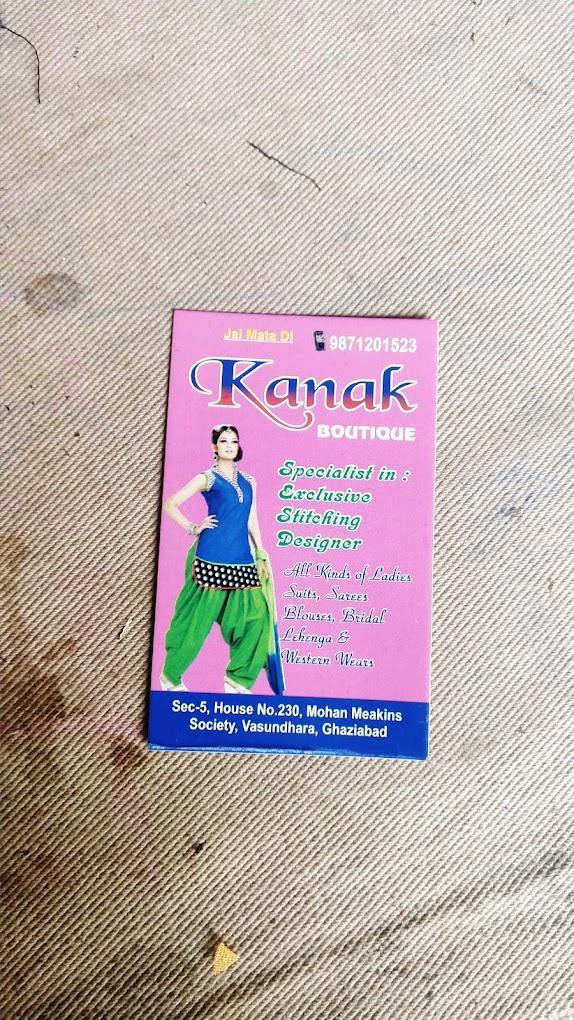 Jai Mata DI
9871201523
Kanak
BOUTIQUE
Specialist in :
Exclusive
Stitching
Designer
All Kinds of Ladies
Suits, Sarees
Blouses, Bridal
Lehenga &
Western Wears
Sec-5, House No.230, Mohan Meakins
Society, Vasundhara, Ghaziabad